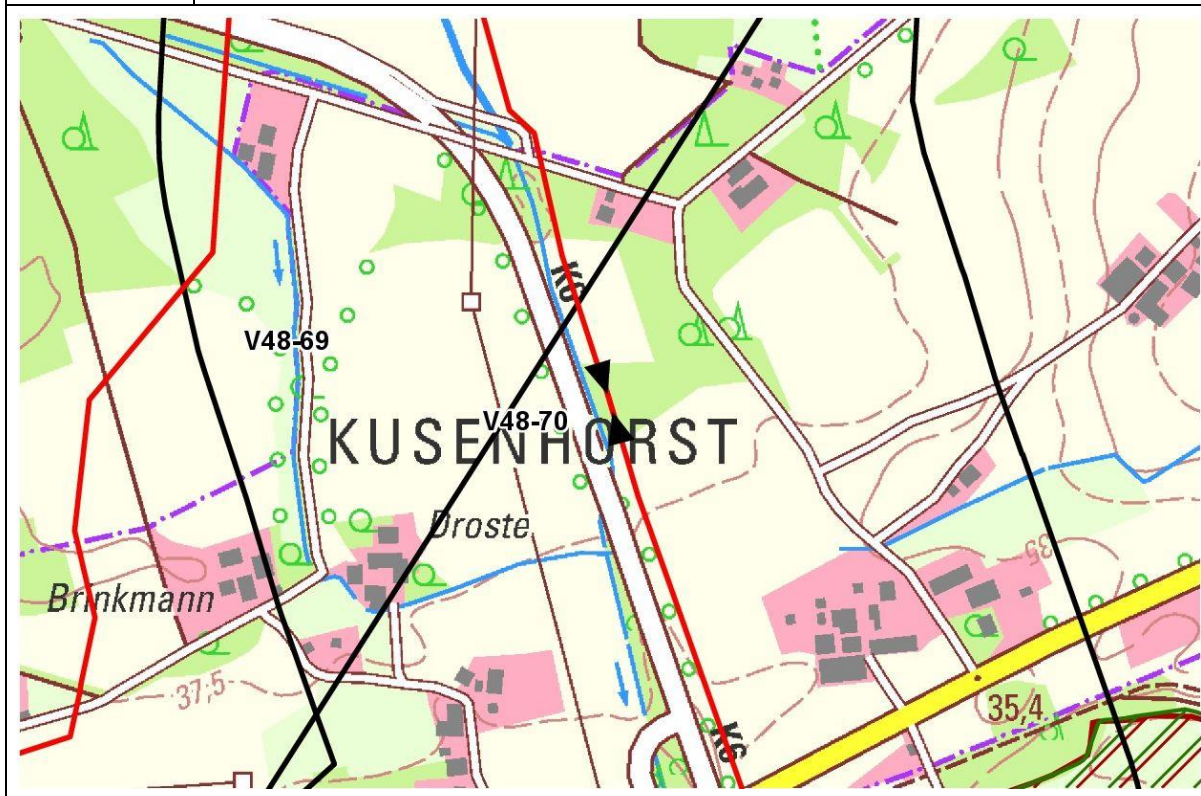 K6
V48-69
V48-70
KUSENHORST
Droste
Brinkmann
35
37,5
35,4
K6